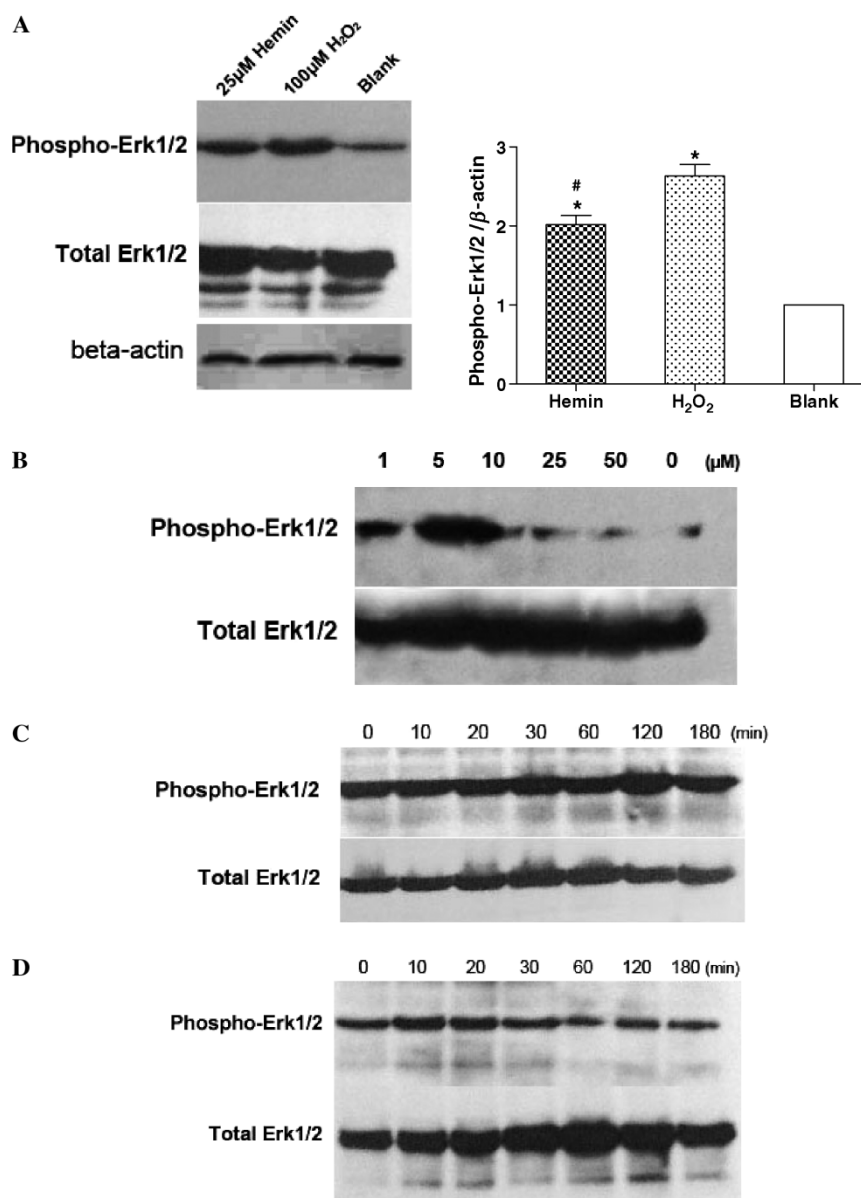 A
25µM Hemin
100µM H₂O₂
Blank
Phospho-Erk1/2
Total Erk1/2
beta-actin
Phospho-Erk1/2 /β-actin
3
2
1
0
#
*
*
Hemin
H₂O₂
Blank
B
1 5 10 25 50 0 (µM)
Phospho-Erk1/2
Total Erk1/2
C
0 10 20 30 60 120 180 (min)
Phospho-Erk1/2
Total Erk1/2
D
0 10 20 30 60 120 180 (min)
Phospho-Erk1/2
Total Erk1/2